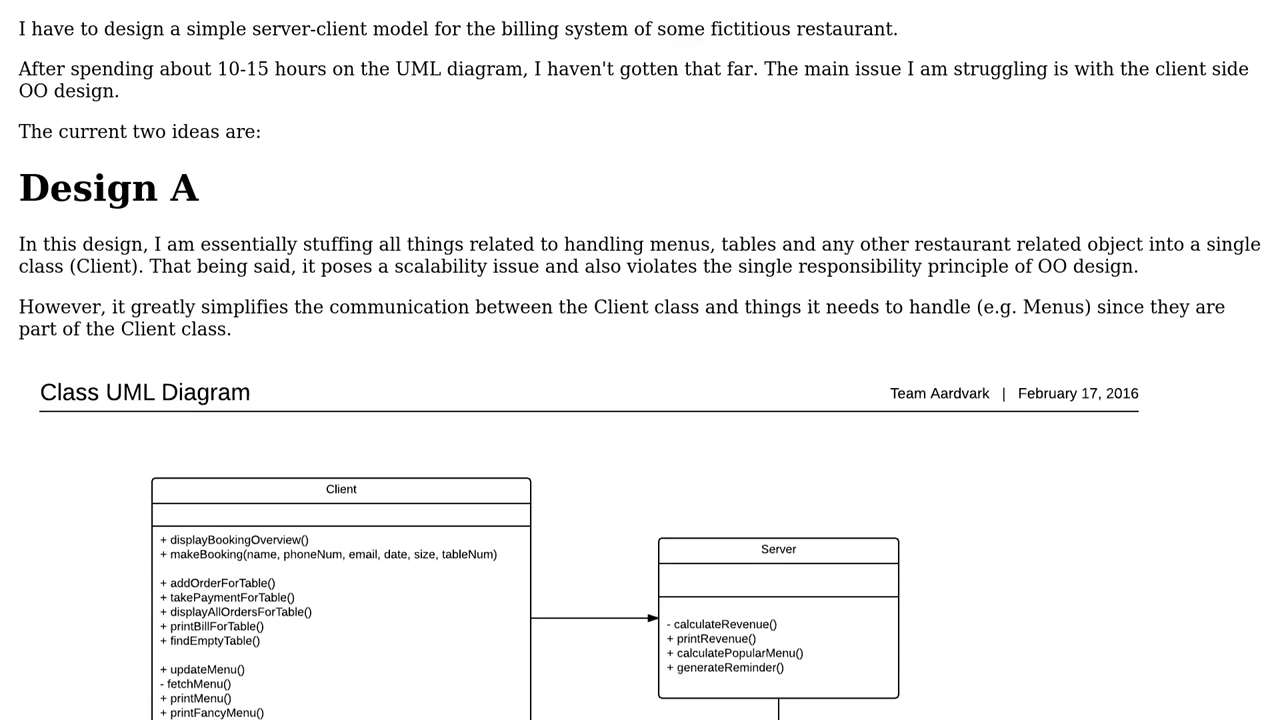 I have to design a simple server-client model for the billing system of some fictitious restaurant.
After spending about 10-15 hours on the UML diagram, I haven't gotten that far. The main issue I am struggling is with the client side
OO design.
The current two ideas are:
Design A
In this design, I am essentially stuffing all things related to handling menus, tables and any other restaurant related object into a single
class (Client). That being said, it poses a scalability issue and also violates the single responsibility principle of OO design.
However, it greatly simplifies the communication between the Client class and things it needs to handle (e.g. Menus) since they are
part of the Client class.
Class UML Diagram
Team Aardvark | February 17, 2016
Client
+ displayBookingOverview()
+ makeBooking(name, phoneNum, email, date, size, tableNum)
+ addOrderForTable()
+ takePaymentForTable()
+ displayAllOrdersForTable()
+ printBillForTable()
+ findEmptyTable()
+ updateMenu()
- fetchMenu()
+ printMenu()
+ printFancyMenu()
Server
- calculateRevenue()
+ printRevenue()
+ calculatePopularMenu()
+ generateReminder()